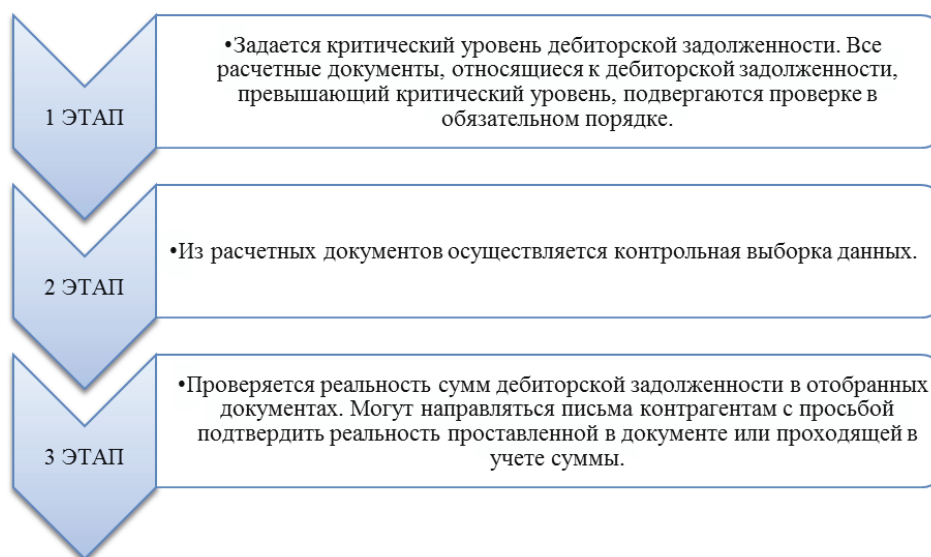 •Задается критический уровень дебиторской задолженности. Все
расчетные документы, относящиеся к дебиторской задолженности,
превышающий критический уровень, подвергаются проверке в
обязательном порядке.
1 ЭТАП
•Из расчетных документов осуществляется контрольная выборка данных.
2 ЭТАП
•Проверяется реальность сумм дебиторской задолженности в отобранных
документах. Могут направляться письма контрагентам с просьбой
подтвердить реальность проставленной в документе или проходящей в
учете суммы.
3 ЭТАП